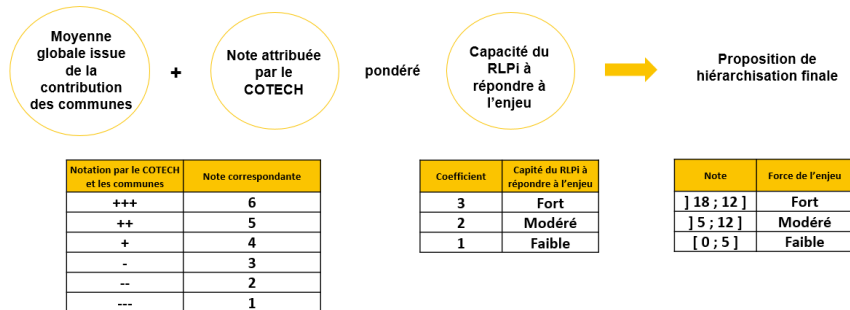 Moyenne
globale issue
de la
contribution
des communes
+
Note attribuée
par le
COTECH
pondéré
Capacité du
RLPi à
répondre à
l'enjeu
Proposition de
hiérarchisation finale
Notation par le COTECH
et les communes
Note correspondante
+++
6
++
5
+
4
-
3
--
2
---
1
Coefficient
Capité du RLPi à
répondre à l'enjeu
3
Fort
2
Modéré
1
Faible
Note
Force de l'enjeu
] 18 ; 12 ]
Fort
] 5 ; 12 ]
Modéré
[ 0 ; 5 ]
Faible